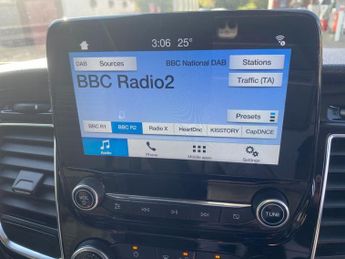 3:06 25°
DAB Sources BBC National DAB Stations
BBC Radio2
Traffic (TA)
Presets
BBC R1 BBC R2 Radio X HeartDnc KISSTORY CapDNCE
Audio Phone Mobile Apps Settings
TUNE